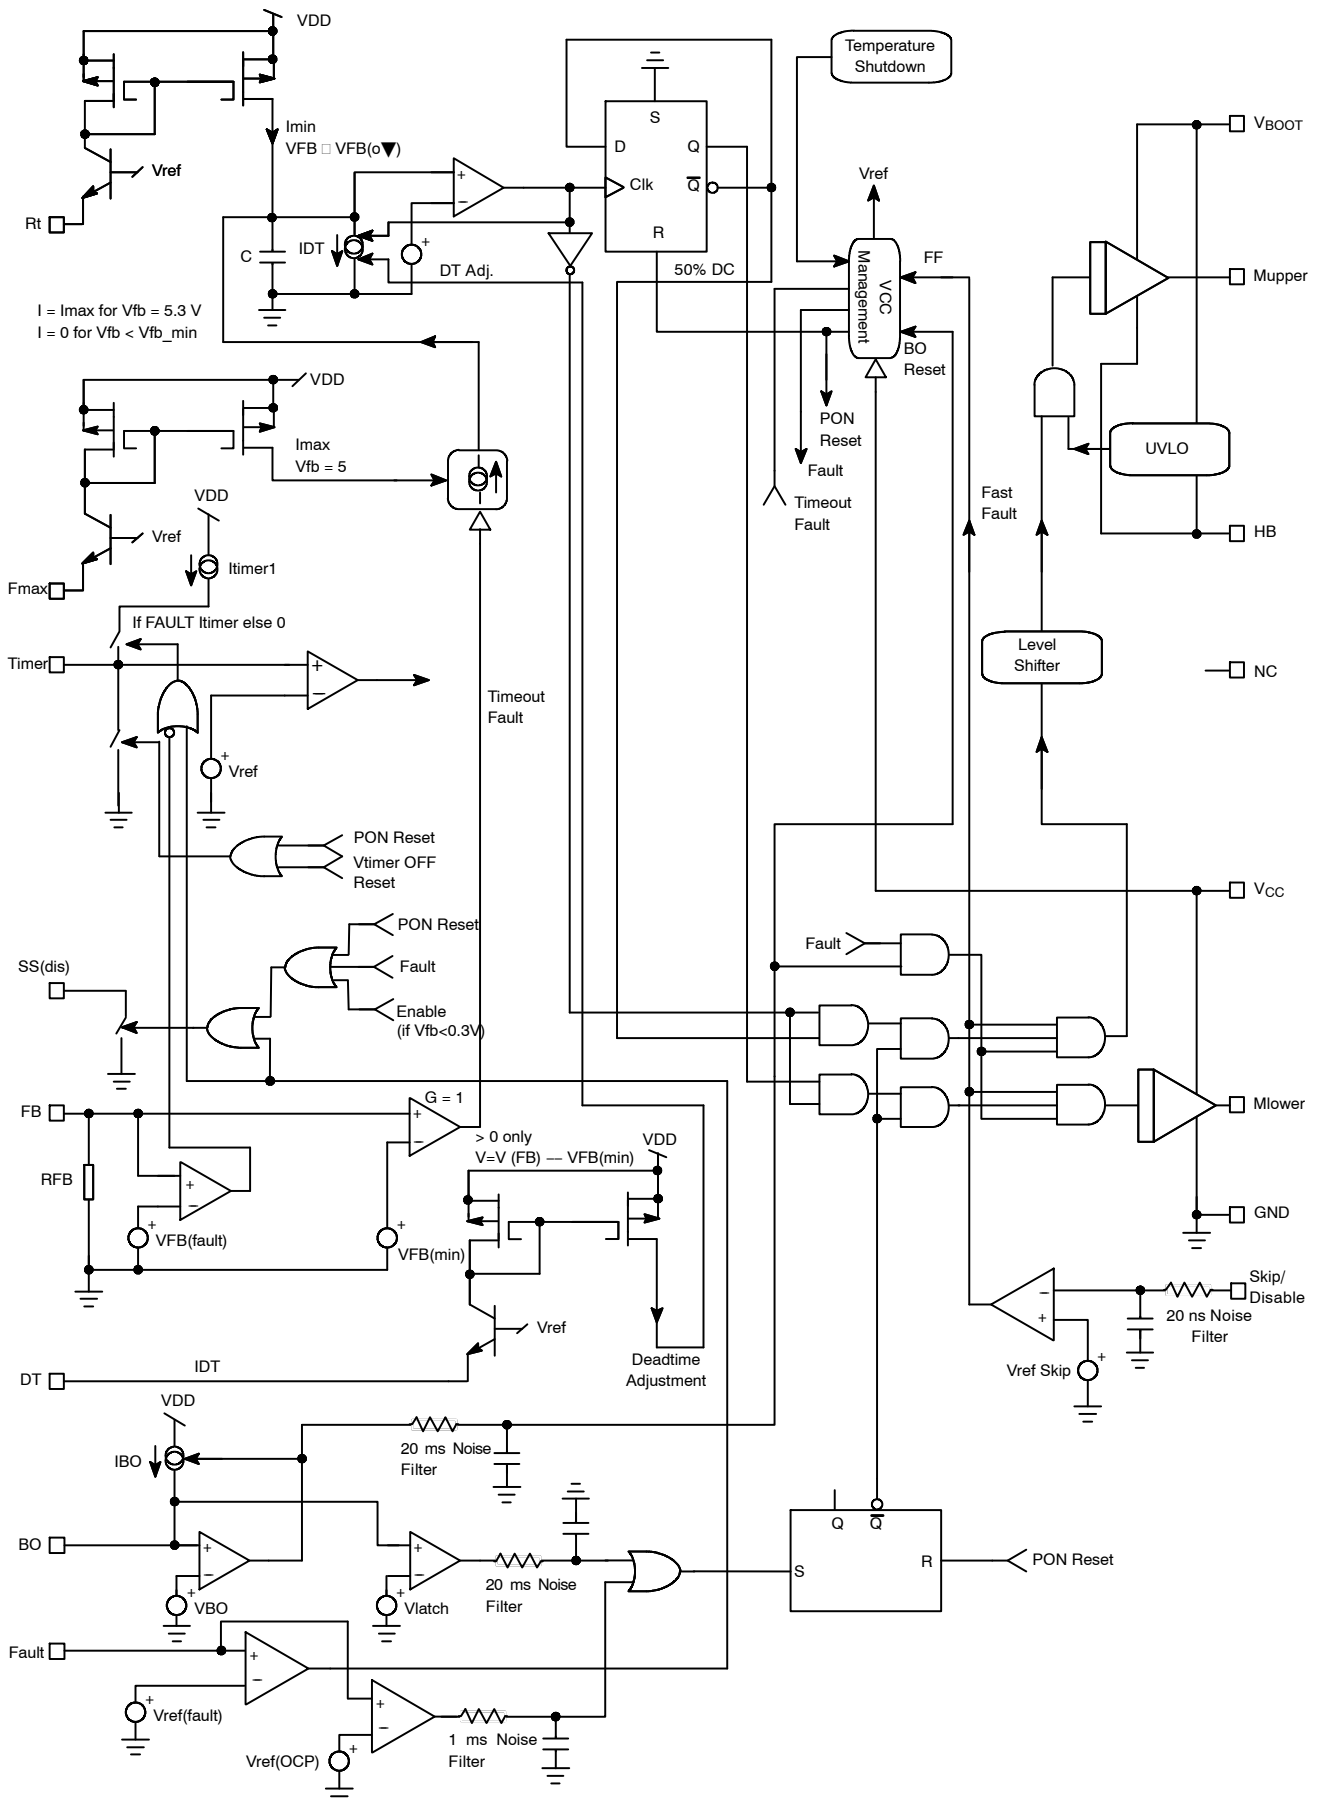 VDD
Imin
VFB □ VFB(o▼)
Vref
Rt
C
IDT
+
−
+
DT Adj.
S
D
Q
Clk
Q
R
50% DC
Temperature
Shutdown
Vref
VCC
Management
FF
BO
Reset
PON
Reset
Fault
Timeout
Fault
VBOOT
Mupper
UVLO
HB
I = Imax for Vfb = 5.3 V
I = 0 for Vfb < Vfb_min
VDD
Imax
Vfb = 5
Vref
Fmax
VDD
Itimer1
If FAULT Itimer else 0
Timer
+
−
+
Vref
Timeout
Fault
Fast
Fault
Level
Shifter
NC
PON Reset
Vtimer OFF
Reset
VCC
PON Reset
Fault
Enable
(if Vfb<0.3V)
SS(dis)
Fault
FB
G = 1
+
−
> 0 only
V=V (FB) −− VFB(min)
RFB
+
−
+
VFB(fault)
+
VFB(min)
VDD
Vref
Deadtime
Adjustment
Mlower
GND
Skip/
Disable
−
+
20 ns Noise
Filter
+
Vref Skip
DT
IDT
VDD
IBO
20 ms Noise
Filter
BO
+
−
+
VBO
+
−
+
Vlatch
20 ms Noise
Filter
Q
Q
S
R
PON Reset
Fault
+
−
+
Vref(fault)
+
−
+
Vref(OCP)
1 ms Noise
Filter